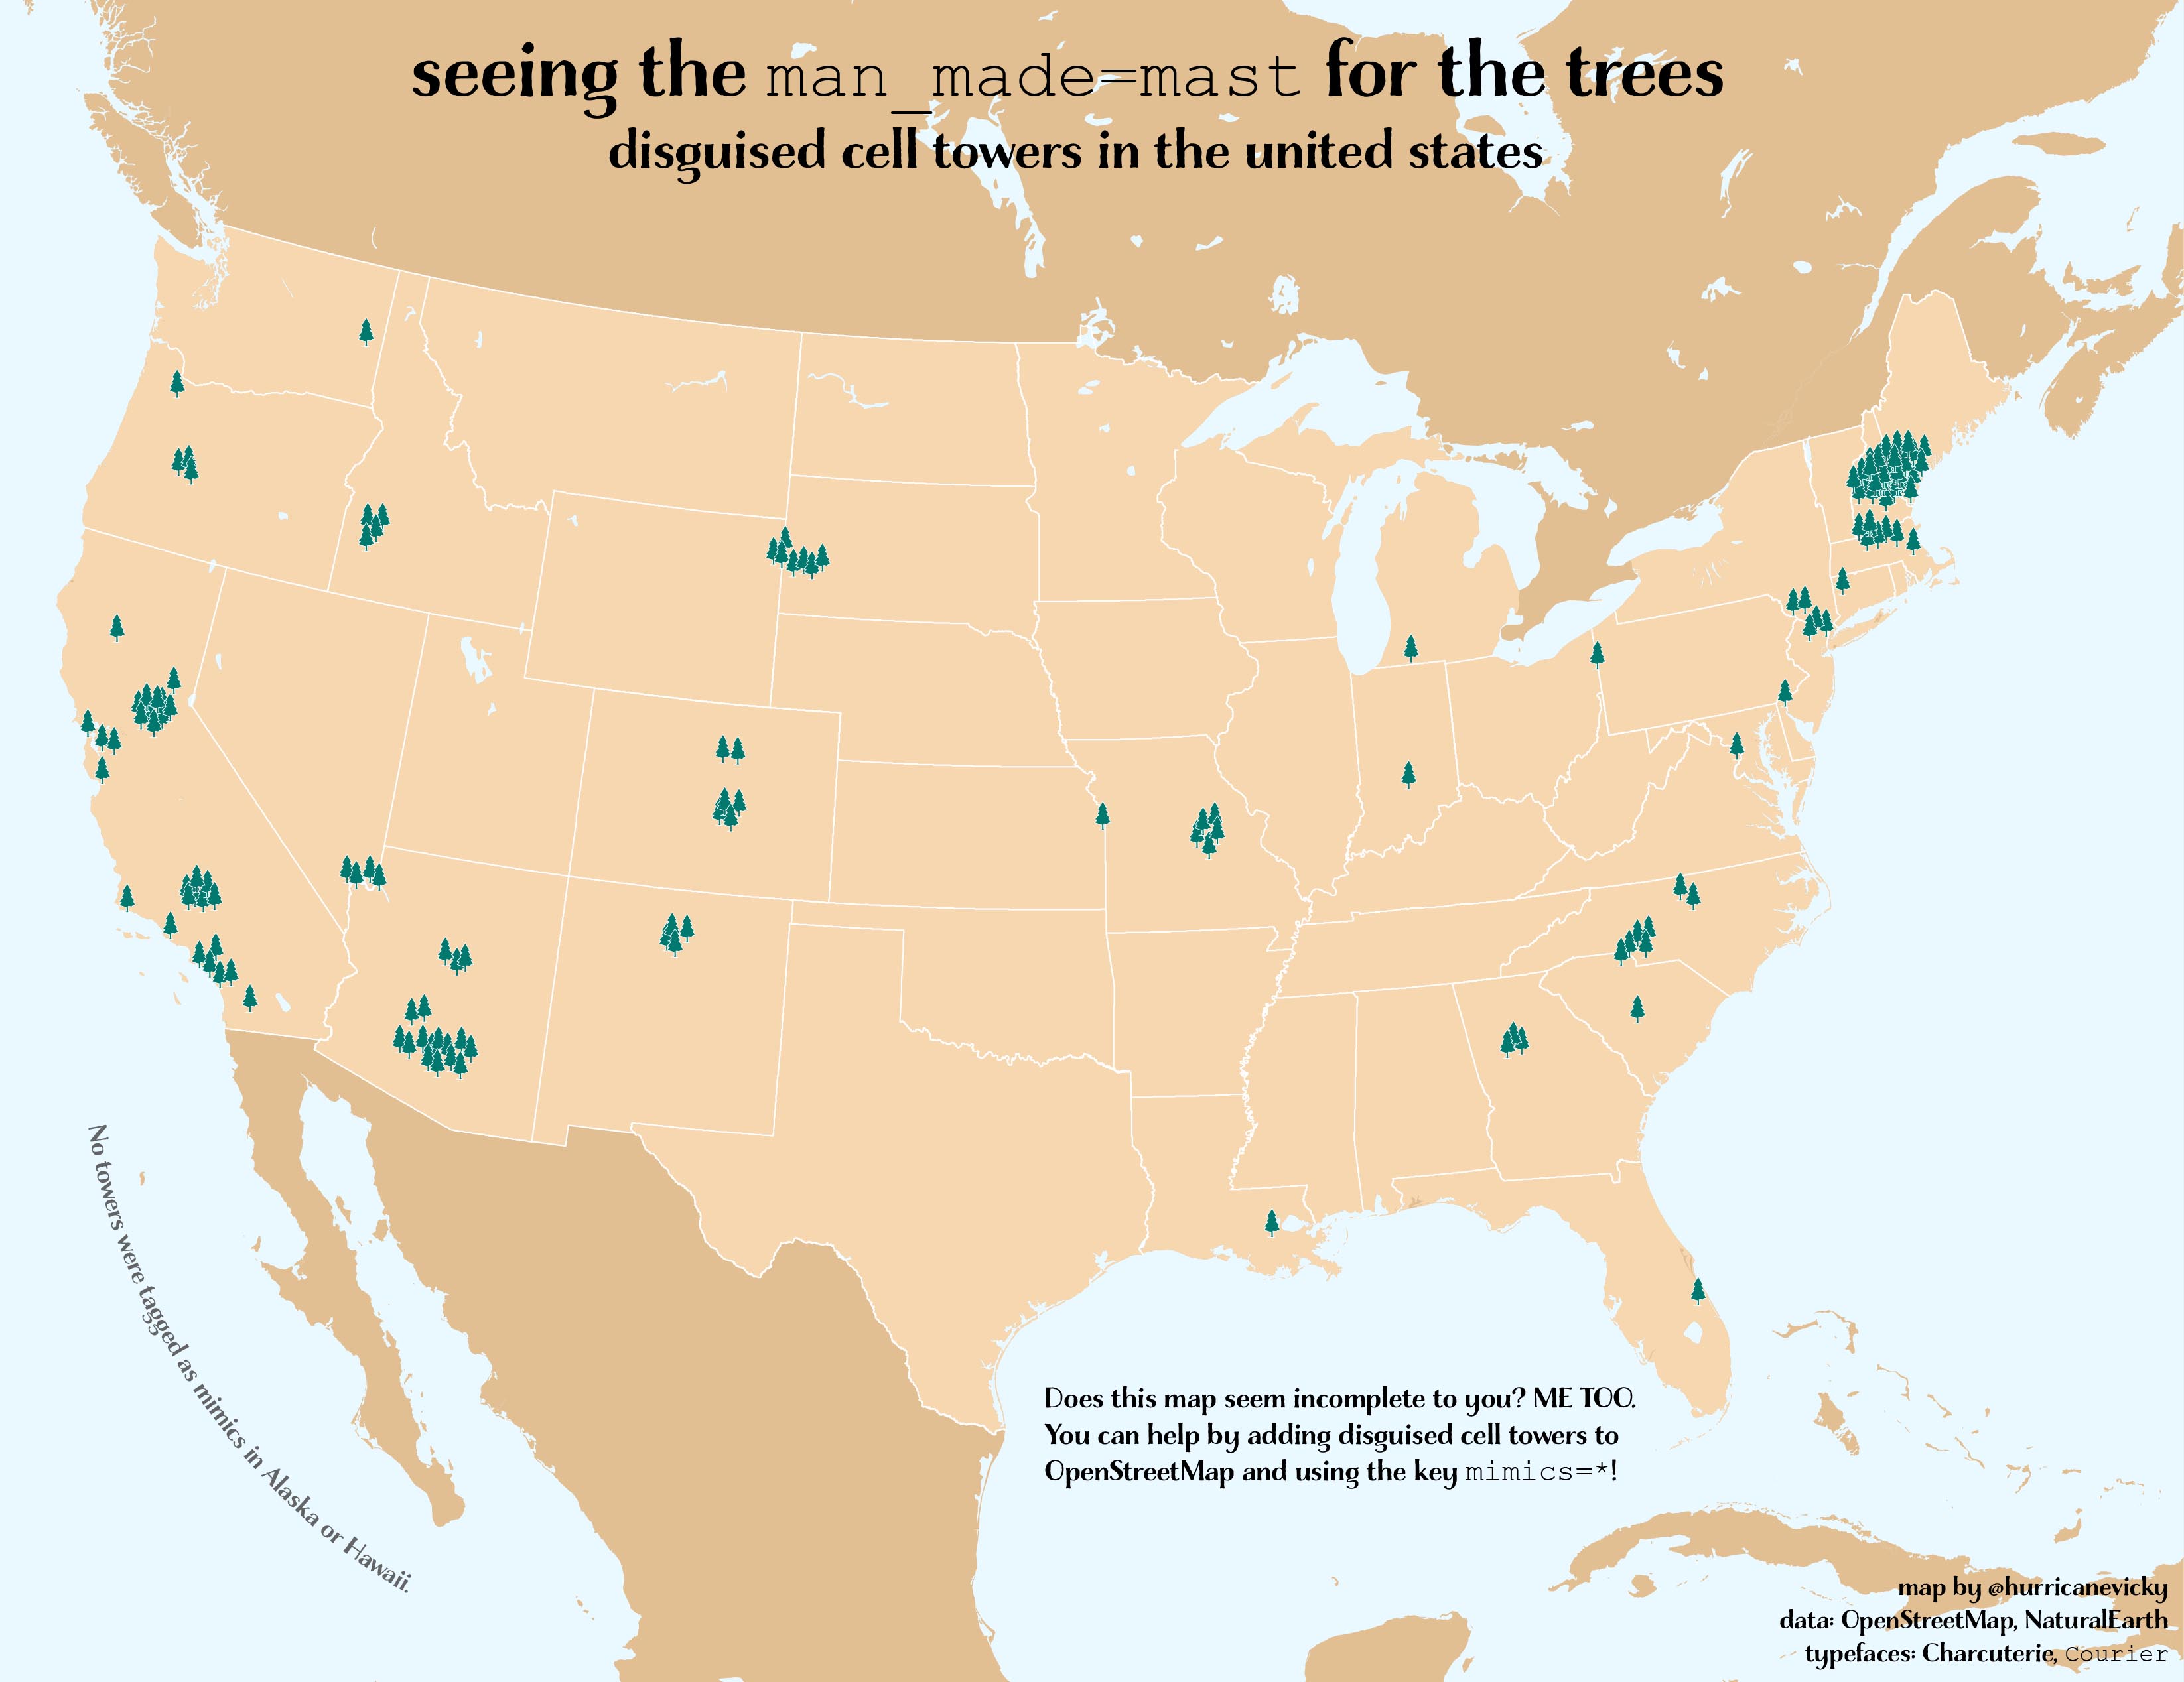 seeing the man_made=mast for the trees
disguised cell towers in the united states
No towers were tagged as mimics in Alaska or Hawaii.
Does this map seem incomplete to you? ME TOO.
You can help by adding disguised cell towers to
OpenStreetMap and using the key mimics=*!
map by @hurricanevicky
data: OpenStreetMap, NaturalEarth
typefaces: Charcuterie, Courier